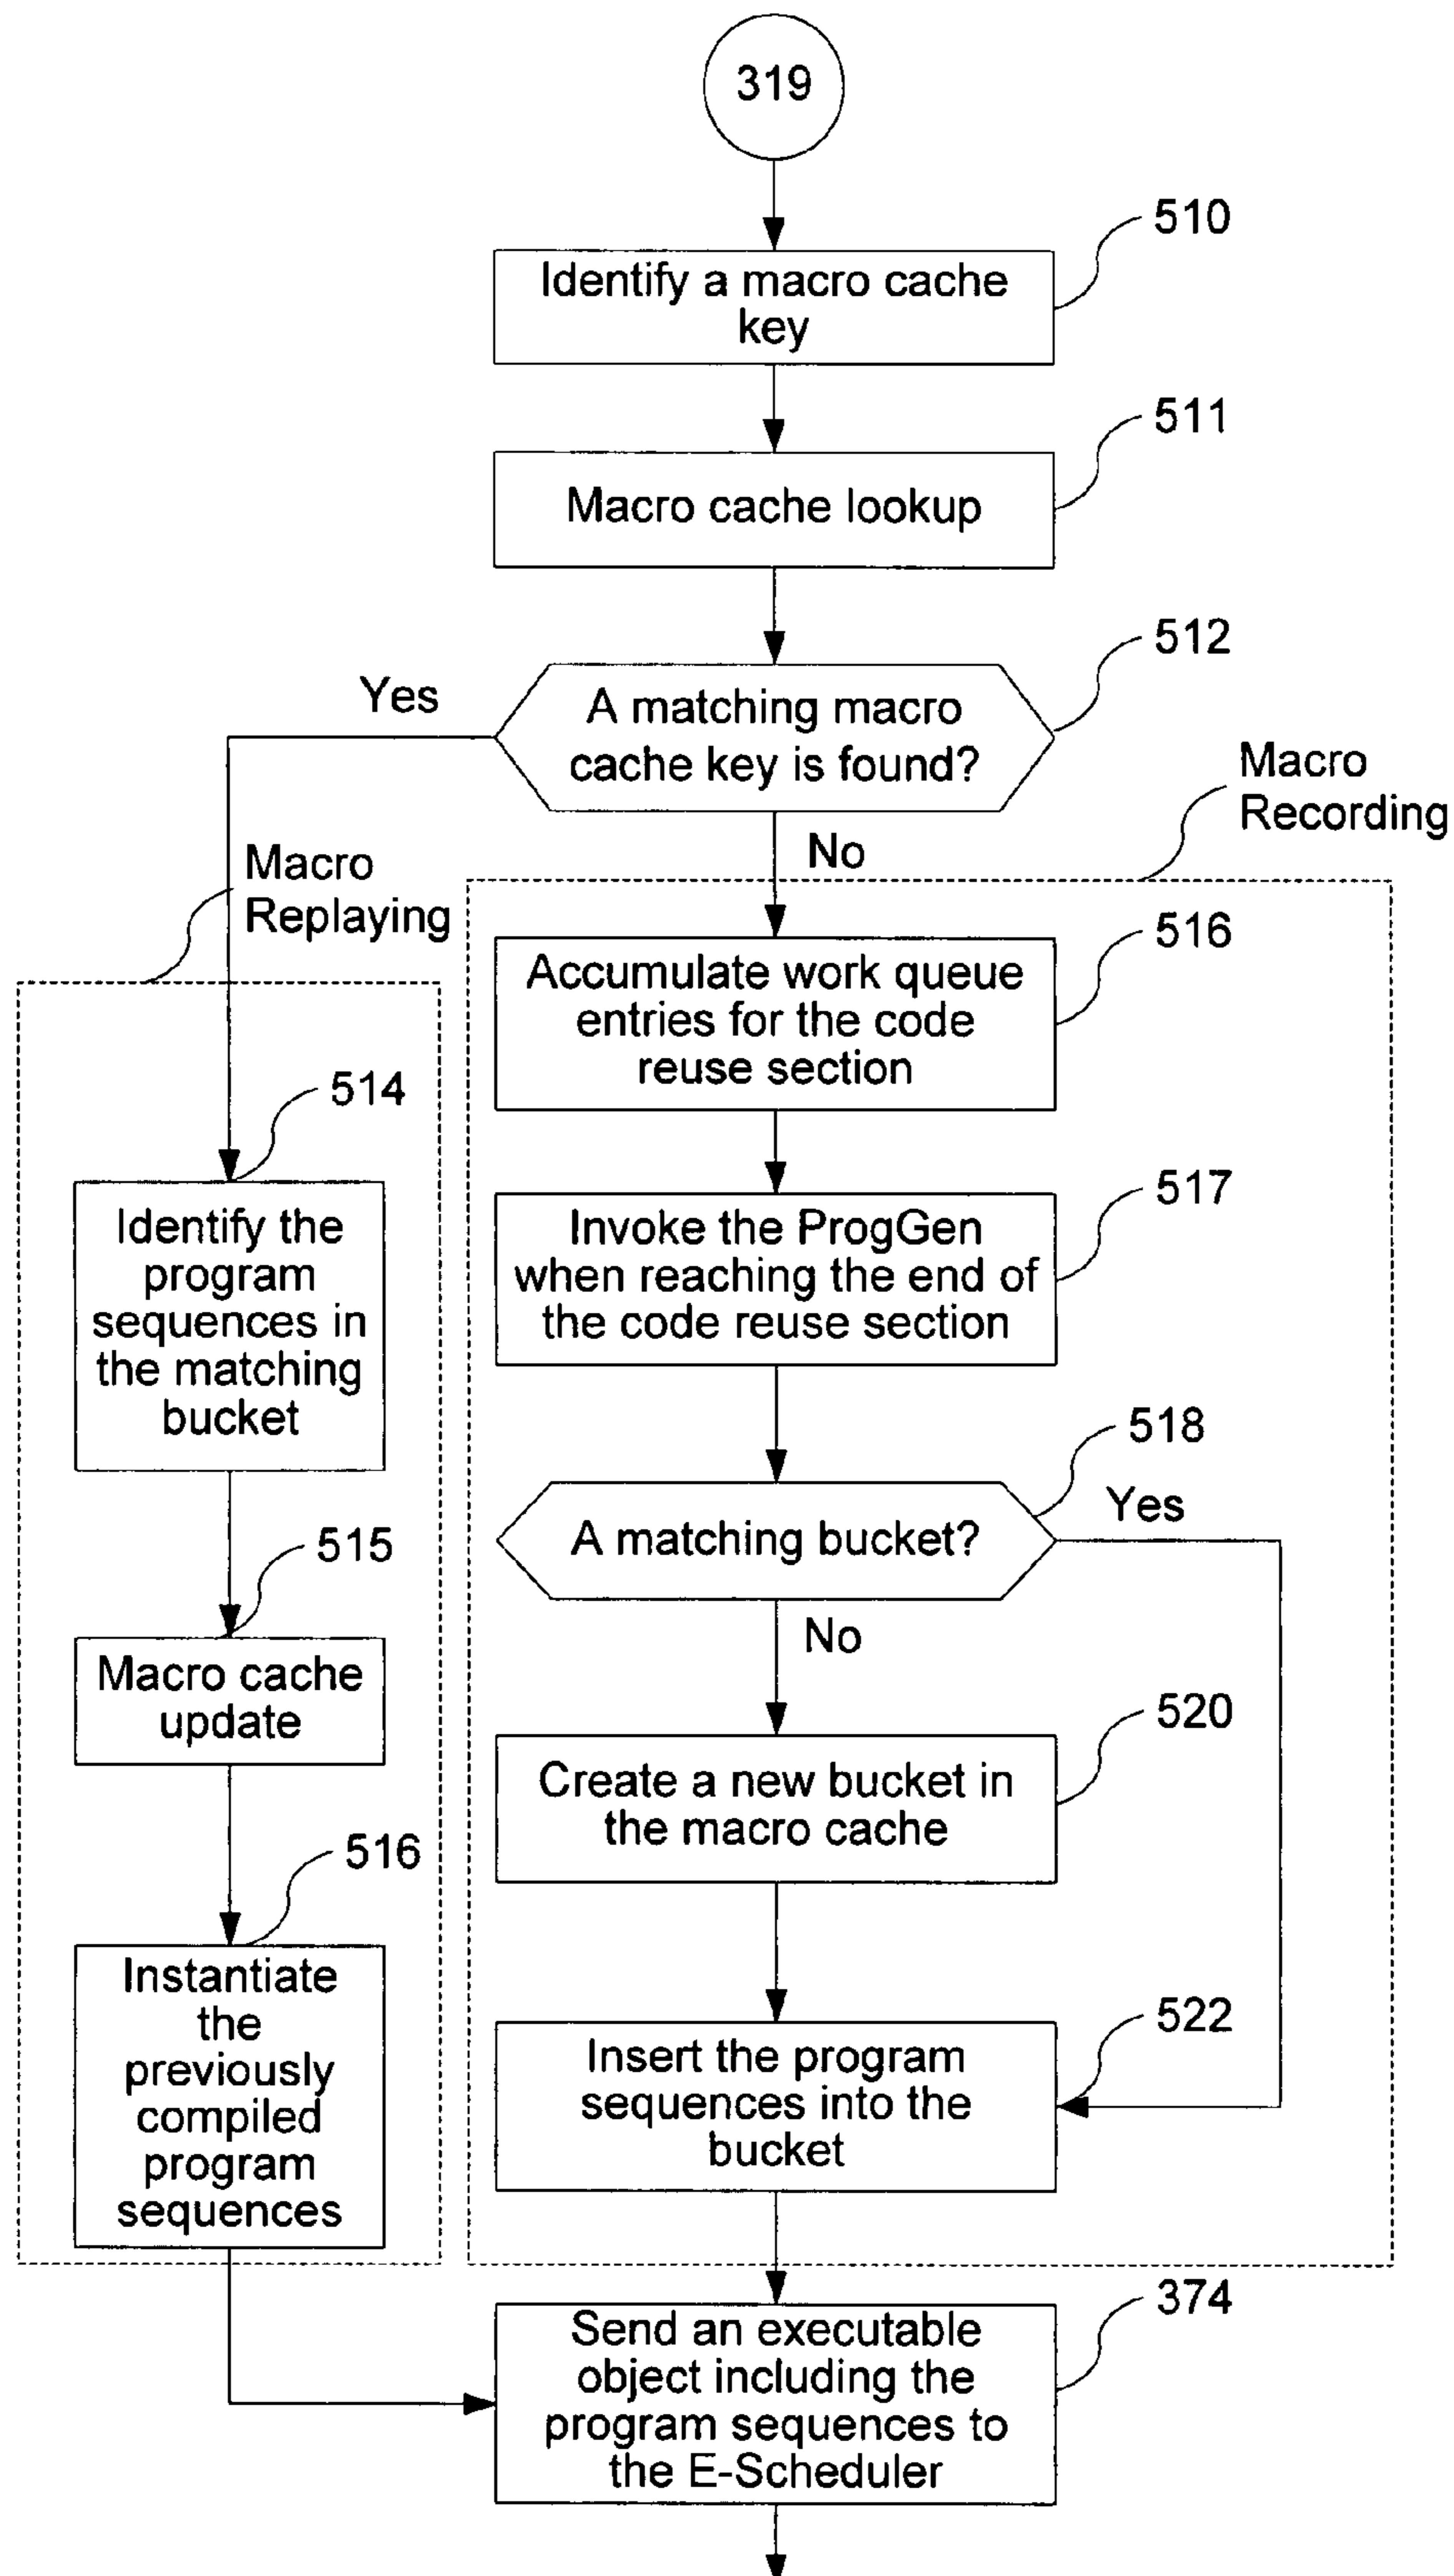 319
510
Identify a macro cache
key
511
Macro cache lookup
512
Yes
A matching macro
cache key is found?
Macro
Recording
No
Macro
Replaying
516
Accumulate work queue
entries for the code
reuse section
514
517
Identify the
program
sequences in
the matching
bucket
Invoke the ProgGen
when reaching the end of
the code reuse section
518
Yes
A matching bucket?
515
No
Macro cache
update
520
Create a new bucket in
the macro cache
516
Instantiate
the
previously
compiled
program
sequences
522
Insert the program
sequences into the
bucket
374
Send an executable
object including the
program sequences to
the E-Scheduler